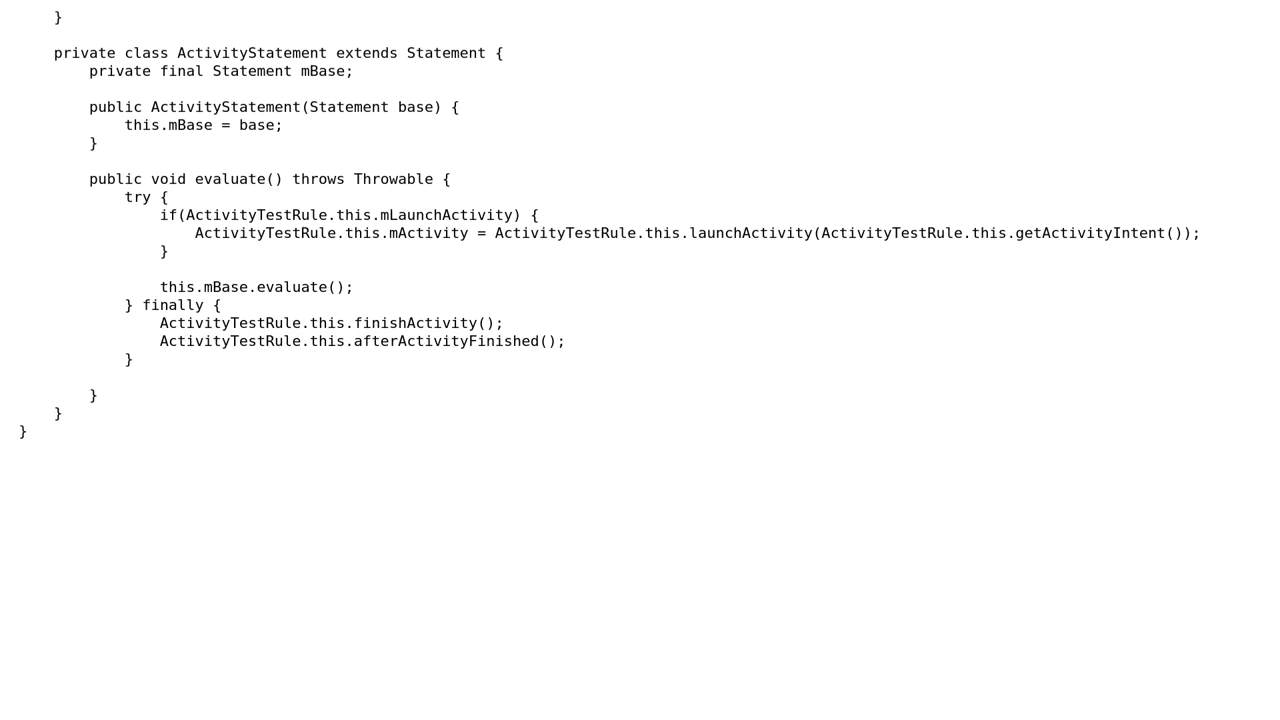 }

    private class ActivityStatement extends Statement {
        private final Statement mBase;

        public ActivityStatement(Statement base) {
            this.mBase = base;
        }

        public void evaluate() throws Throwable {
            try {
                if(ActivityTestRule.this.mLaunchActivity) {
                    ActivityTestRule.this.mActivity = ActivityTestRule.this.launchActivity(ActivityTestRule.this.getActivityIntent());
                }

                this.mBase.evaluate();
            } finally {
                ActivityTestRule.this.finishActivity();
                ActivityTestRule.this.afterActivityFinished();
            }

        }
    }
}